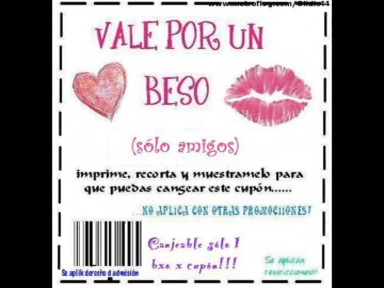 VALE POR UN
BESO
(sólo amigos)
imprime, recorta y muestramelo para
que puedas cangear este cupón......
...NO APLICA CON OTRAS PROMOCIIONES!
Canjeable sólo 1
bxo x cupón!!!
Se aplican
restricciones!!
Se aplik derecho d admisión